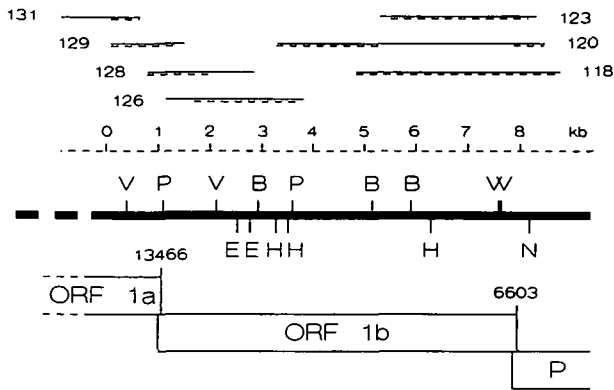 131 123
129 120
128 118
126
0 1 2 3 4 5 6 7 8 kb
V P V B P B B W
E E H H H N
13466
ORF 1a 6603
ORF 1b
P